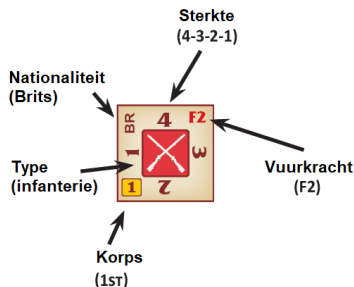 Sterkte
(4-3-2-1)
Nationaliteit
(Brits)
BR
4
F2
Type
(infanterie)
1
3
Vuurkracht
(F2)
1
2
Korps
(1ST)